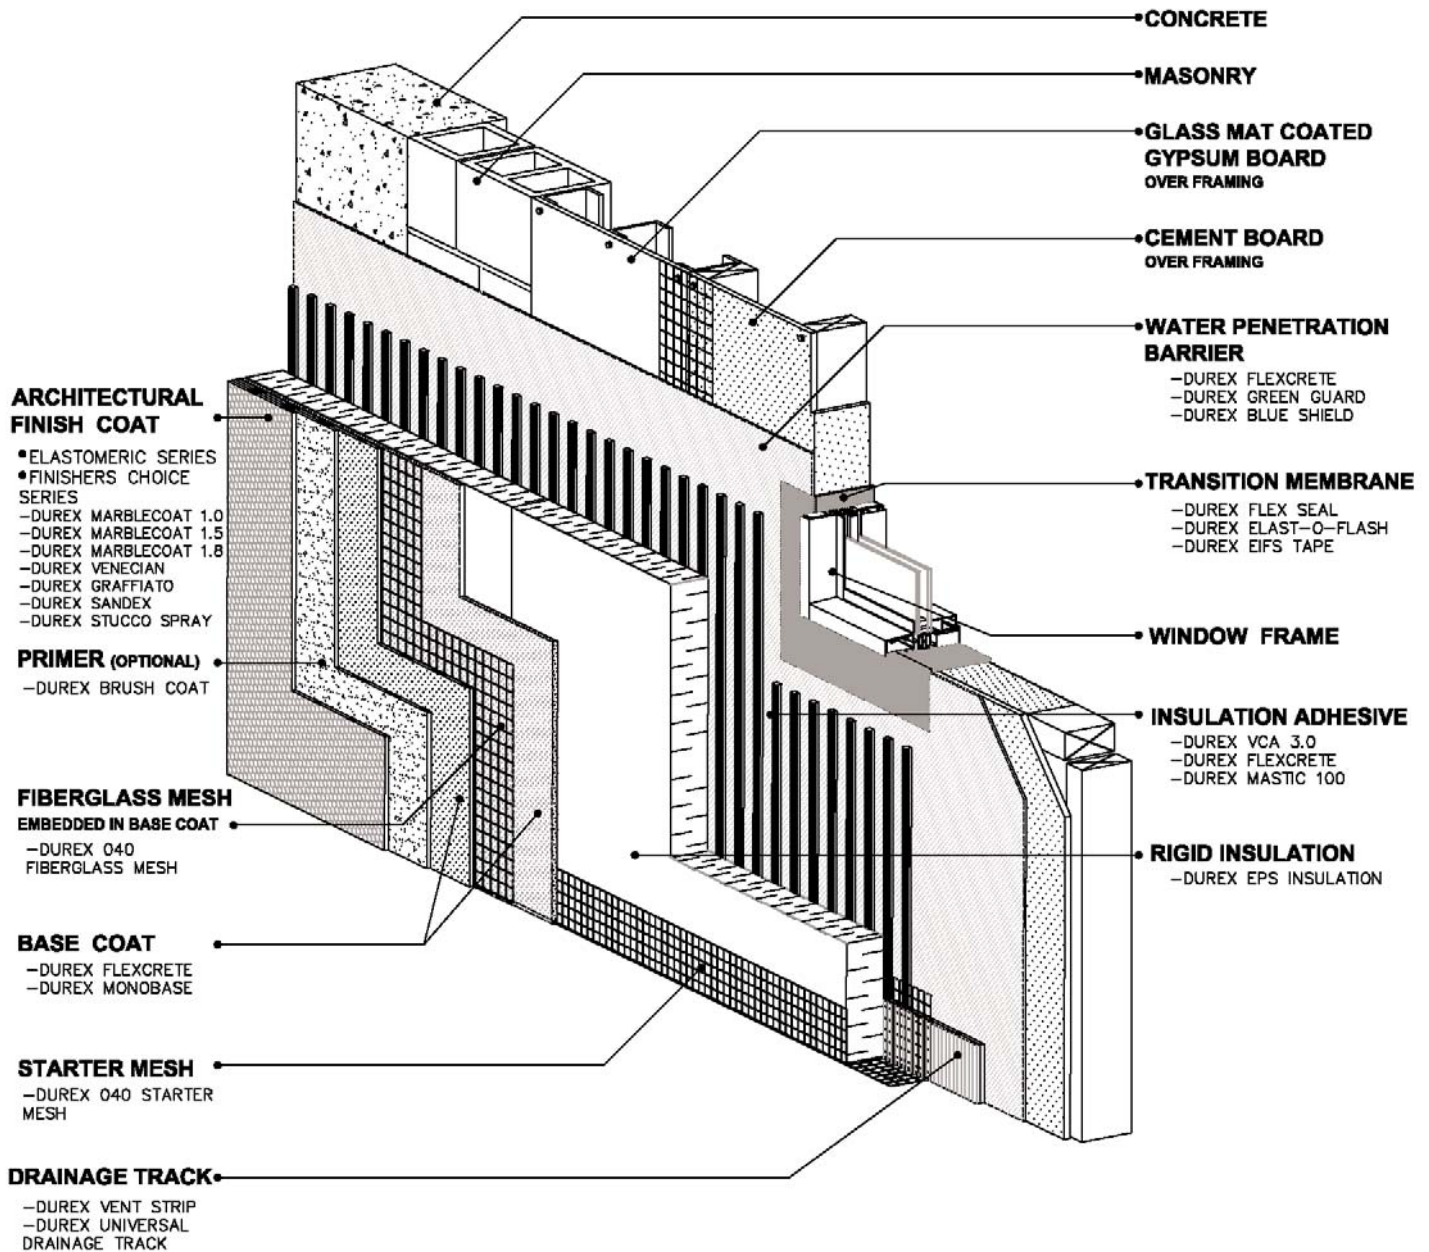 CONCRETE
MASONRY
GLASS MAT COATED
GYPSUM BOARD
OVER FRAMING
CEMENT BOARD
OVER FRAMING
WATER PENETRATION
BARRIER
-DUREX FLEXCRETE
-DUREX GREEN GUARD
-DUREX BLUE SHIELD
TRANSITION MEMBRANE
-DUREX FLEX SEAL
-DUREX ELAST-O-FLASH
-DUREX EIFS TAPE
WINDOW FRAME
INSULATION ADHESIVE
-DUREX VCA 3.0
-DUREX FLEXCRETE
-DUREX MASTIC 100
RIGID INSULATION
-DUREX EPS INSULATION
ARCHITECTURAL
FINISH COAT
•ELASTOMERIC SERIES
•FINISHERS CHOICE
SERIES
-DUREX MARBLECOAT 1.0
-DUREX MARBLECOAT 1.5
-DUREX MARBLECOAT 1.8
-DUREX VENECIAN
-DUREX GRAFFIATO
-DUREX SANDEX
-DUREX STUCCO SPRAY
PRIMER (OPTIONAL)
-DUREX BRUSH COAT
FIBERGLASS MESH
EMBEDDED IN BASE COAT
-DUREX 040
FIBERGLASS MESH
BASE COAT
-DUREX FLEXCRETE
-DUREX MONOBASE
STARTER MESH
-DUREX 040 STARTER
MESH
DRAINAGE TRACK
-DUREX VENT STRIP
-DUREX UNIVERSAL
DRAINAGE TRACK